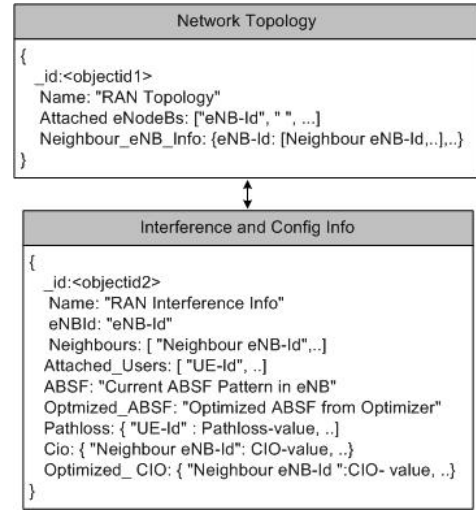 Network Topology
{
_id:<objectid1>
Name: "RAN Topology"
Attached eNodeBs: ["eNB-Id", " ", ...]
Neighbour_eNB_Info: {eNB-Id: [Neighbour eNB-Id,..],..}
}
Interference and Config Info
{
_id:<objectid2>
Name: "RAN Interference Info"
eNBId: "eNB-Id"
Neighbours: [ "Neighbour eNB-Id",..]
Attached_Users: [ "UE-Id", ..]
ABSF: "Current ABSF Pattern in eNB"
Optmized_ABSF: "Optimized ABSF from Optimizer"
Pathloss: { "UE-Id" : Pathloss-value, ..]
Cio: { "Neighbour eNB-Id": CIO-value, ..}
Optimized_ CIO: { "Neighbour eNB-Id ":CIO- value, ..}
}